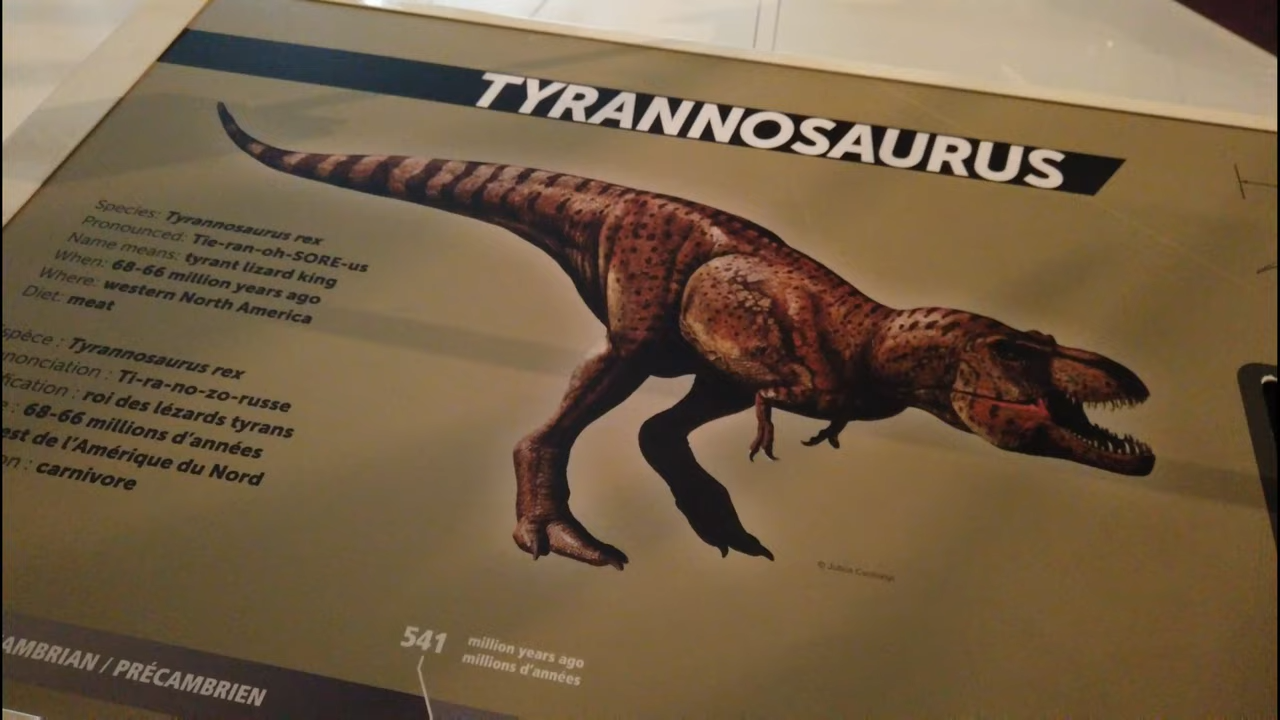 TYRANNOSAURUS
Species: Tyrannosaurus rex
Pronounced: Tie-ran-oh-SORE-us
Name means: tyrant lizard king
When: 68-66 million years ago
Where: western North America
Diet: meat
spèce : Tyrannosaurus rex
nonciation : Ti-ra-no-zo-russe
fication : roi des lézards tyrans
: 68-66 millions d'années
est de l'Amérique du Nord
on : carnivore
©
541 million years ago
millions d'années
AMBRIAN / PRÉCAMBRIEN